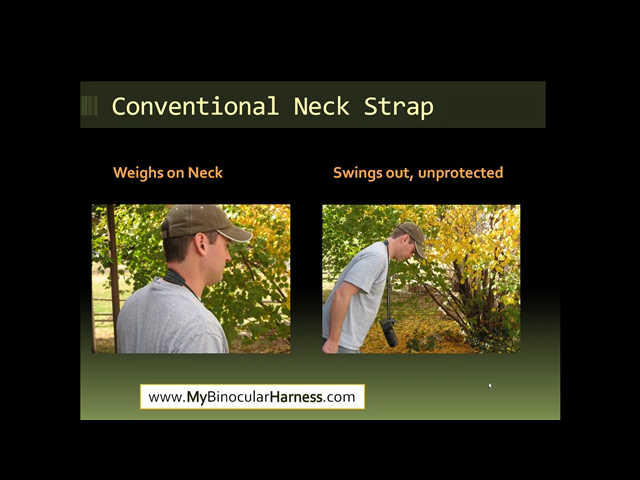 Conventional Neck Strap
Weighs on Neck
Swings out, unprotected
www.MyBinocularHarness.com